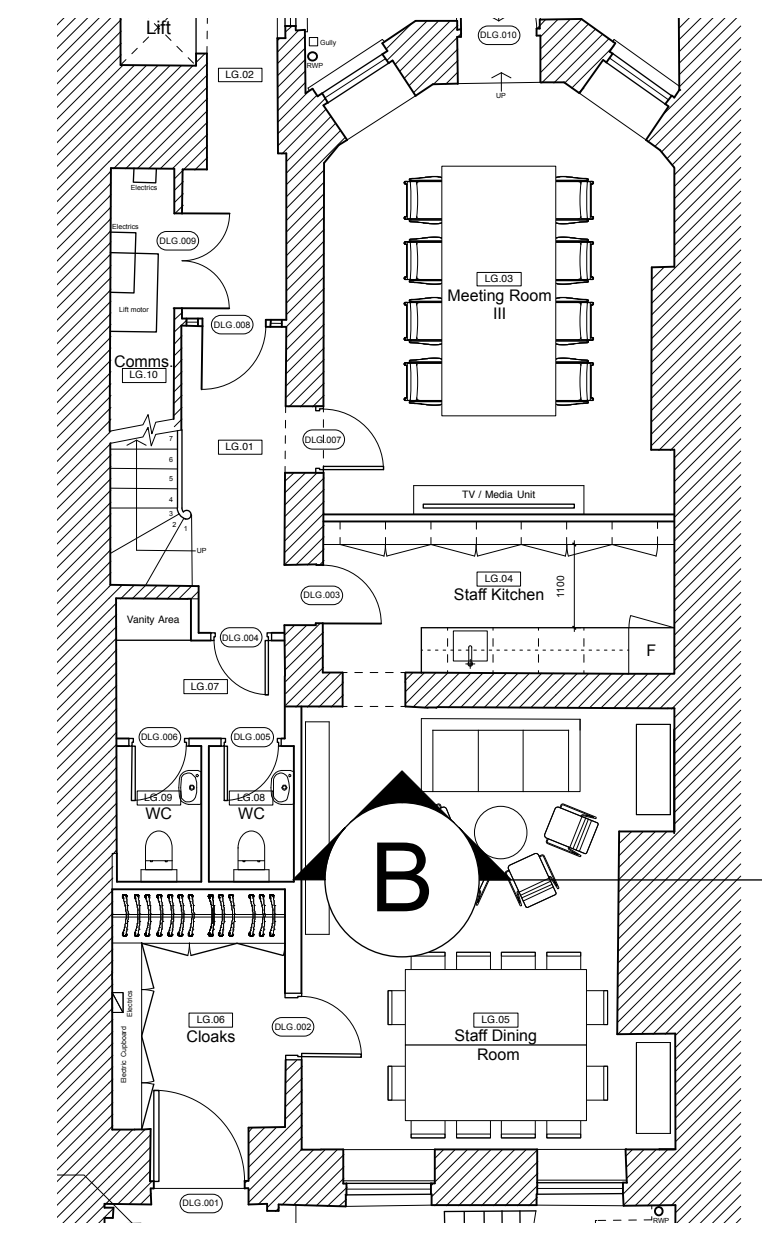 Lift
DLG.010
Gully
RWP
LG.02
UP
Electrics
Electrics
DLG.009
LG.03
Meeting Room
III
Lift motor
DLG.008
Comms.
LG.10
7
6
5
4
3
2
1
UP
LG.01
DLG.007
TV / Media Unit
LG.04
Staff Kitchen
1100
DLG.003
Vanity Area
DLG.004
F
LG.07
DLG.006
DLG.005
LG.09
WC
LG.08
WC
B
LG.06
Cloaks
Electrics
Electric Cupboard
DLG.002
LG.05
Staff Dining
Room
DLG.001
RWP